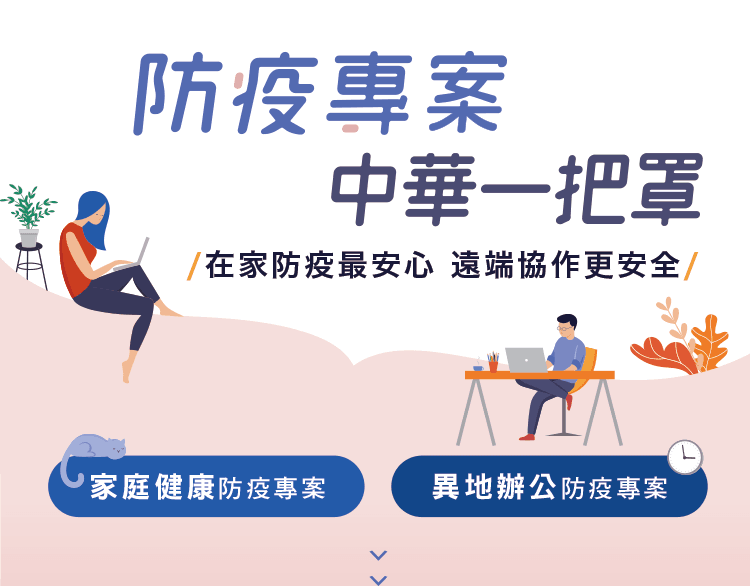 防疫專案
中華一把罩
/在家防疫最安心 遠端協作更安全/
家庭健康防疫專案
異地辦公防疫專案